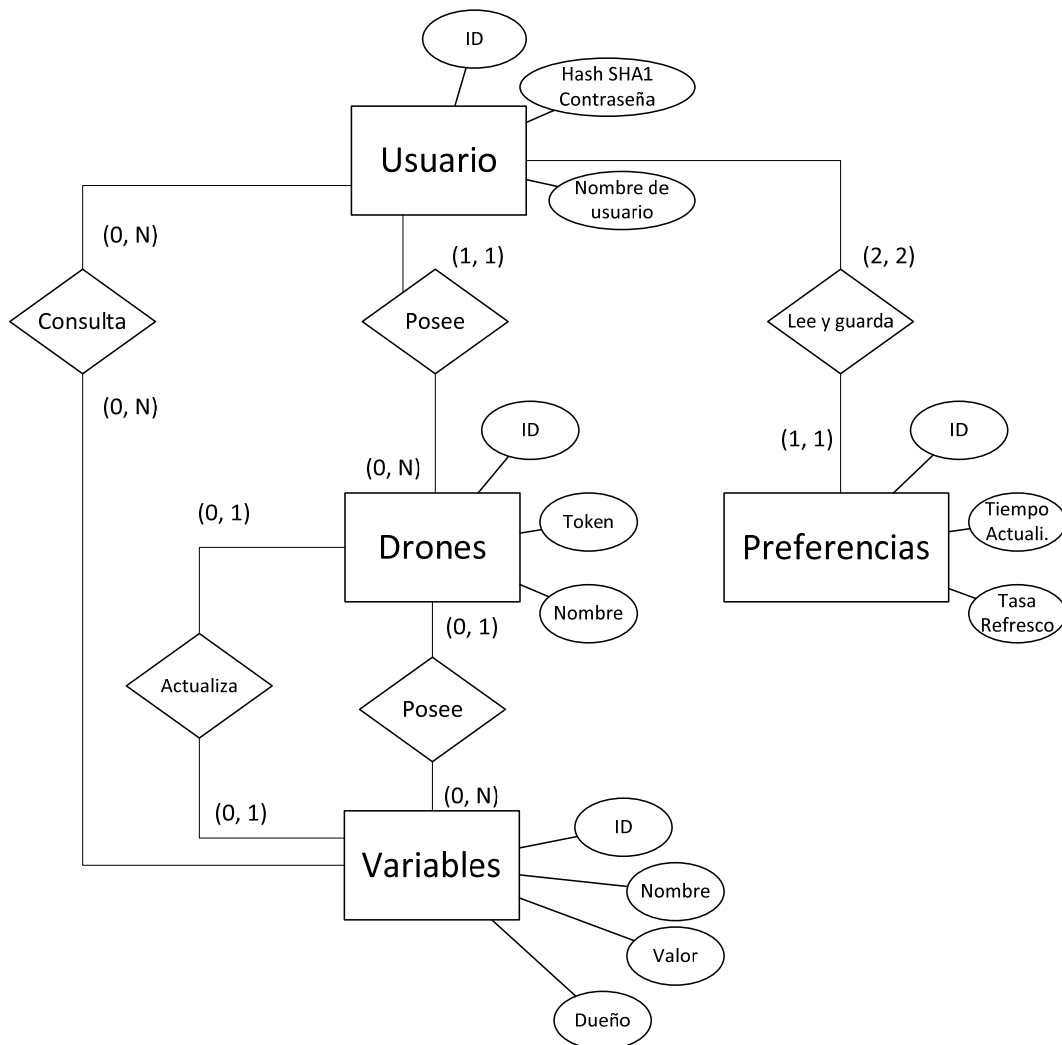 ID
Hash SHA1
Contraseña
Usuario
Nombre de
usuario
(0, N)
(1, 1)
(2, 2)
Consulta
Posee
Lee y guarda
(0, N)
ID
ID
(1, 1)
(0, N)
(0, 1)
Token
Tiempo
Actuali.
Drones
Preferencias
Nombre
Tasa
Refresco
(0, 1)
Actualiza
Posee
(0, N)
(0, 1)
ID
Variables
Nombre
Valor
Dueño